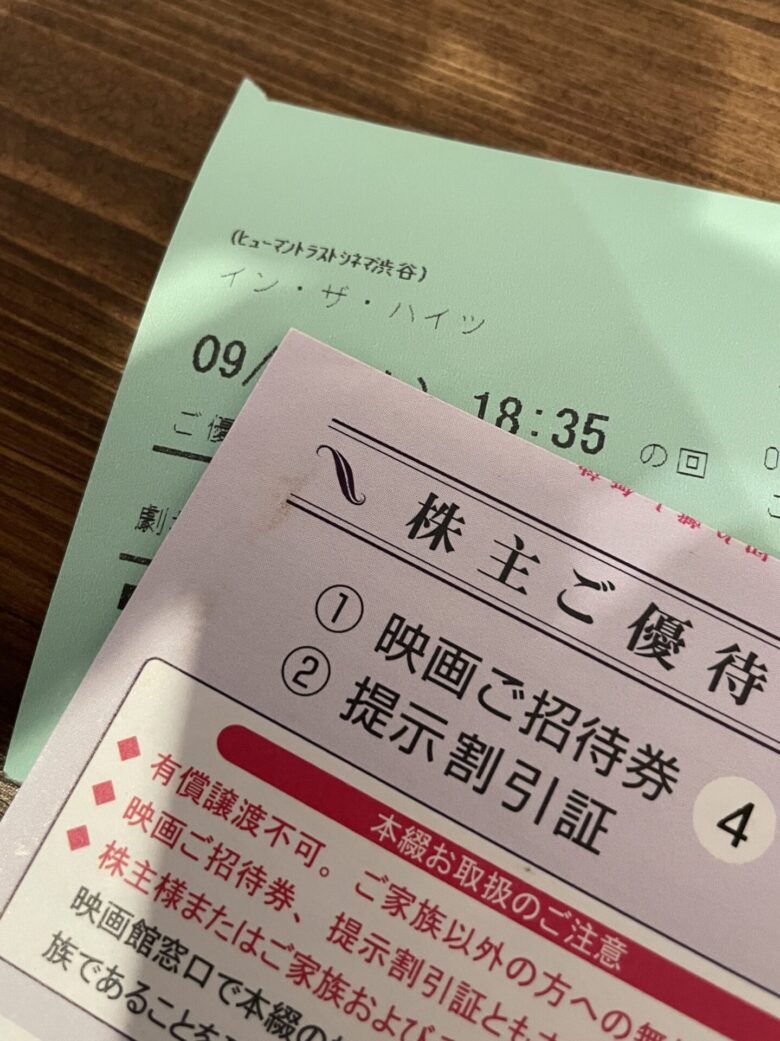 (ヒューマントラストシネマ渋谷)
イン・ザ・ハイツ
09/
18:35 の回
ご優
劇
株主ご優待
① 映画ご招待券
② 提示割引証
4
本綴お取扱のご注意
◆ 有償譲渡不可。ご家族以外の方への無
◆ 映画ご招待券、提示割引証とも
◆ 株主様またはご家族および
映画館窓口で本綴の
族であることを